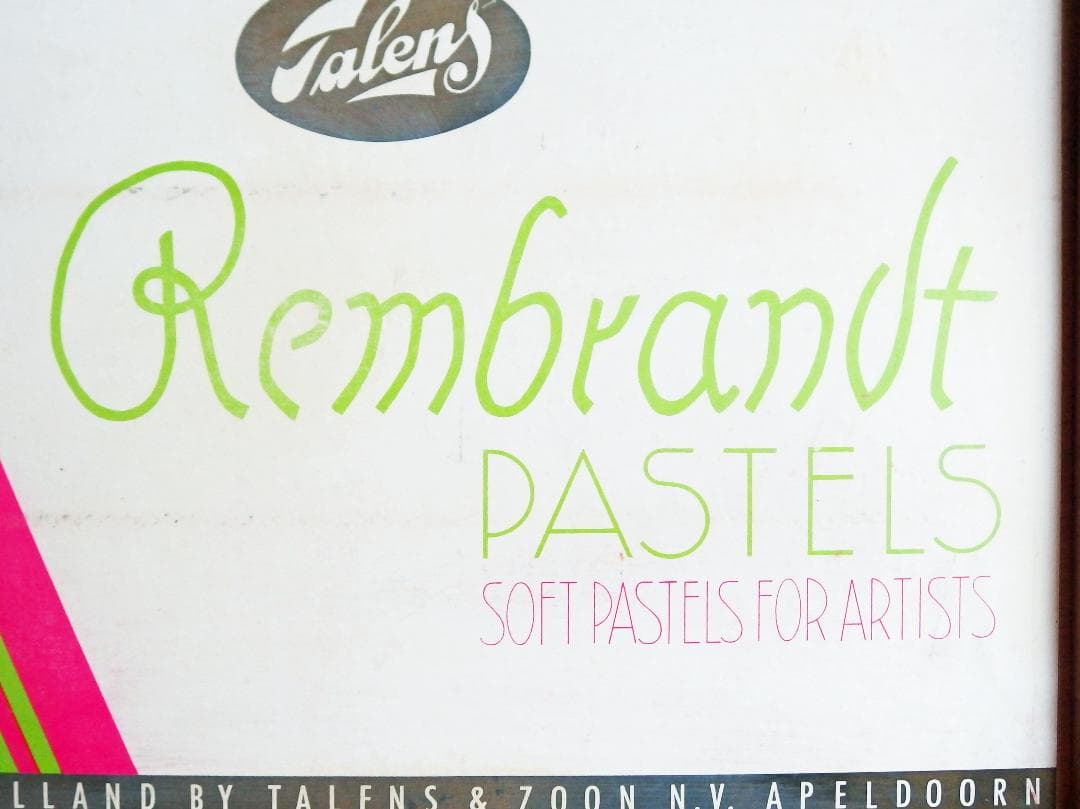 Talens
Rembrandt
PASTELS
SOFT PASTELS FOR ARTISTS
LLAND BY TALENS & ZOON N.V. APELDOORN